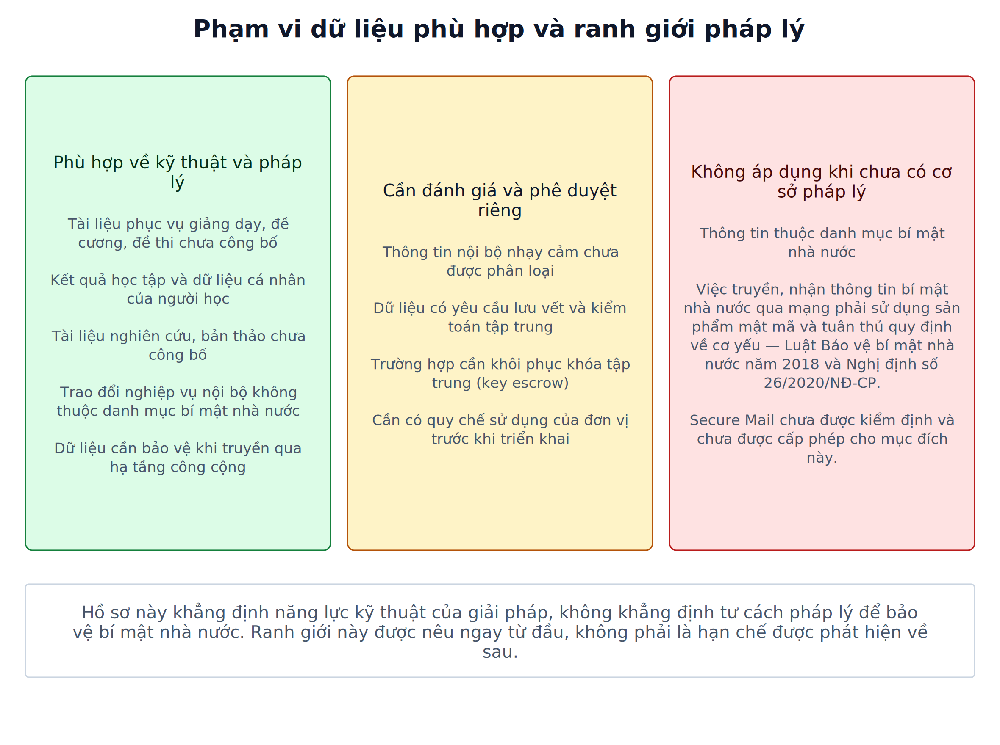 Phạm vi dữ liệu phù hợp và ranh giới pháp lý
Phù hợp về kỹ thuật và pháp
lý
Tài liệu phục vụ giảng dạy, đề
cương, đề thi chưa công bố
Kết quả học tập và dữ liệu cá nhân
của người học
Tài liệu nghiên cứu, bản thảo chưa
công bố
Trao đổi nghiệp vụ nội bộ không
thuộc danh mục bí mật nhà nước
Dữ liệu cần bảo vệ khi truyền qua
hạ tầng công cộng
Cần đánh giá và phê duyệt
riêng
Thông tin nội bộ nhạy cảm chưa
được phân loại
Dữ liệu có yêu cầu lưu vết và kiểm
toán tập trung
Trường hợp cần khôi phục khóa tập
trung (key escrow)
Cần có quy chế sử dụng của đơn vị
trước khi triển khai
Không áp dụng khi chưa có cơ
sở pháp lý
Thông tin thuộc danh mục bí mật
nhà nước
Việc truyền, nhận thông tin bí mật
nhà nước qua mạng phải sử dụng sản
phẩm mật mã và tuân thủ quy định
về cơ yếu — Luật Bảo vệ bí mật nhà
nước năm 2018 và Nghị định số
26/2020/NĐ-CP.
Secure Mail chưa được kiểm định và
chưa được cấp phép cho mục đích
này.
Hồ sơ này khẳng định năng lực kỹ thuật của giải pháp, không khẳng định tư cách pháp lý để bảo
vệ bí mật nhà nước. Ranh giới này được nêu ngay từ đầu, không phải là hạn chế được phát hiện về
sau.